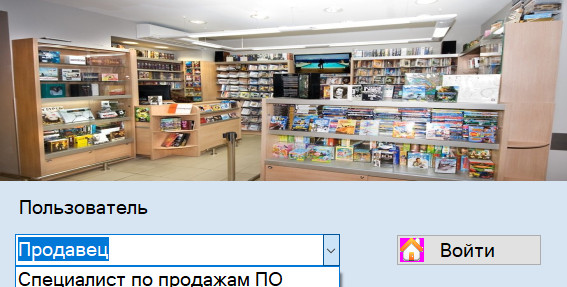 Пользователь
Продавец
Войти
Специалист по продажам ПО